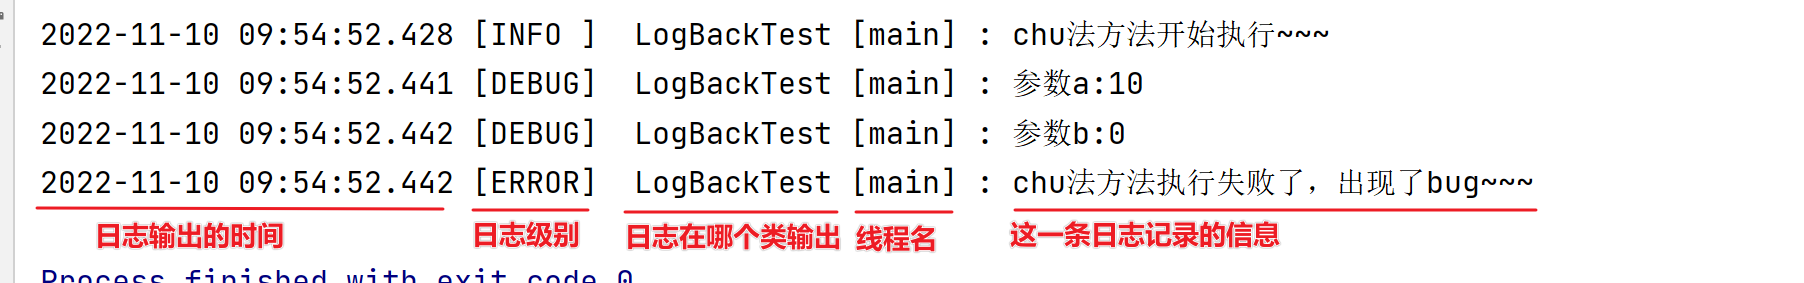 2022-11-10 09:54:52.428 [INFO ]  LogBackTest [main] : chu法方法开始执行~~~
2022-11-10 09:54:52.441 [DEBUG]  LogBackTest [main] : 参数a:10
2022-11-10 09:54:52.442 [DEBUG]  LogBackTest [main] : 参数b:0
2022-11-10 09:54:52.442 [ERROR]  LogBackTest [main] : chu法方法执行失败了，出现了bug~~~
日志输出的时间 日志级别 日志在哪个类输出 线程名 这一条日志记录的信息
Process finished with exit code 0